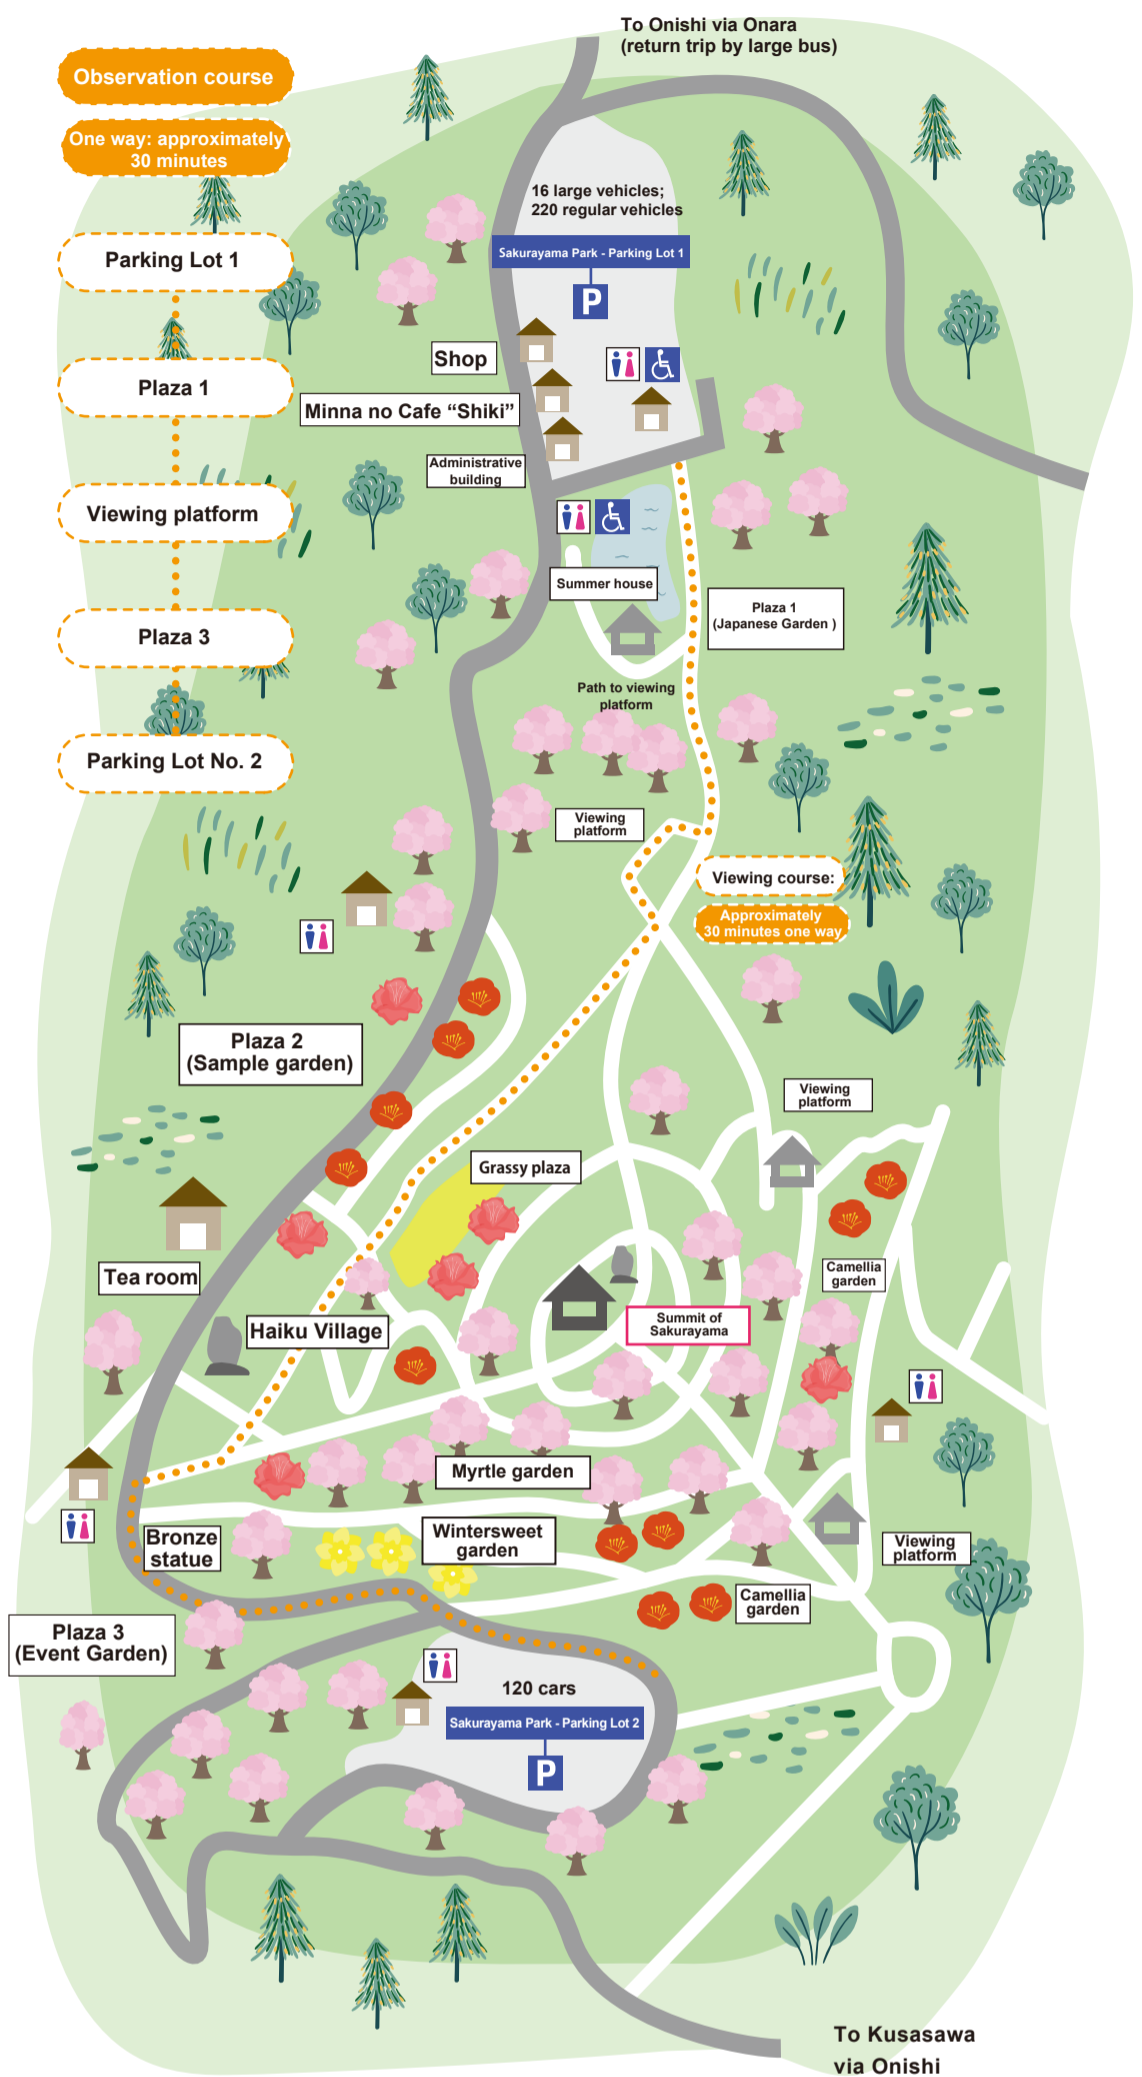 To Onishi via Onara
(return trip by large bus)
Observation course
One way: approximately
30 minutes
Parking Lot 1
Plaza 1
Viewing platform
Plaza 3
Parking Lot No. 2
16 large vehicles;
220 regular vehicles
Sakurayama Park - Parking Lot 1
P
Shop
Minna no Cafe “Shiki”
Administrative
building
Summer house
Plaza 1
(Japanese Garden )
Path to viewing
platform
Viewing
platform
Viewing course:
Approximately
30 minutes one way
Plaza 2
(Sample garden)
Viewing
platform
Grassy plaza
Tea room
Camellia
garden
Haiku Village
Summit of
Sakurayama
Myrtle garden
Bronze
statue
Wintersweet
garden
Viewing
platform
Camellia
garden
Plaza 3
(Event Garden)
120 cars
Sakurayama Park - Parking Lot 2
P
To Kusasawa
via Onishi